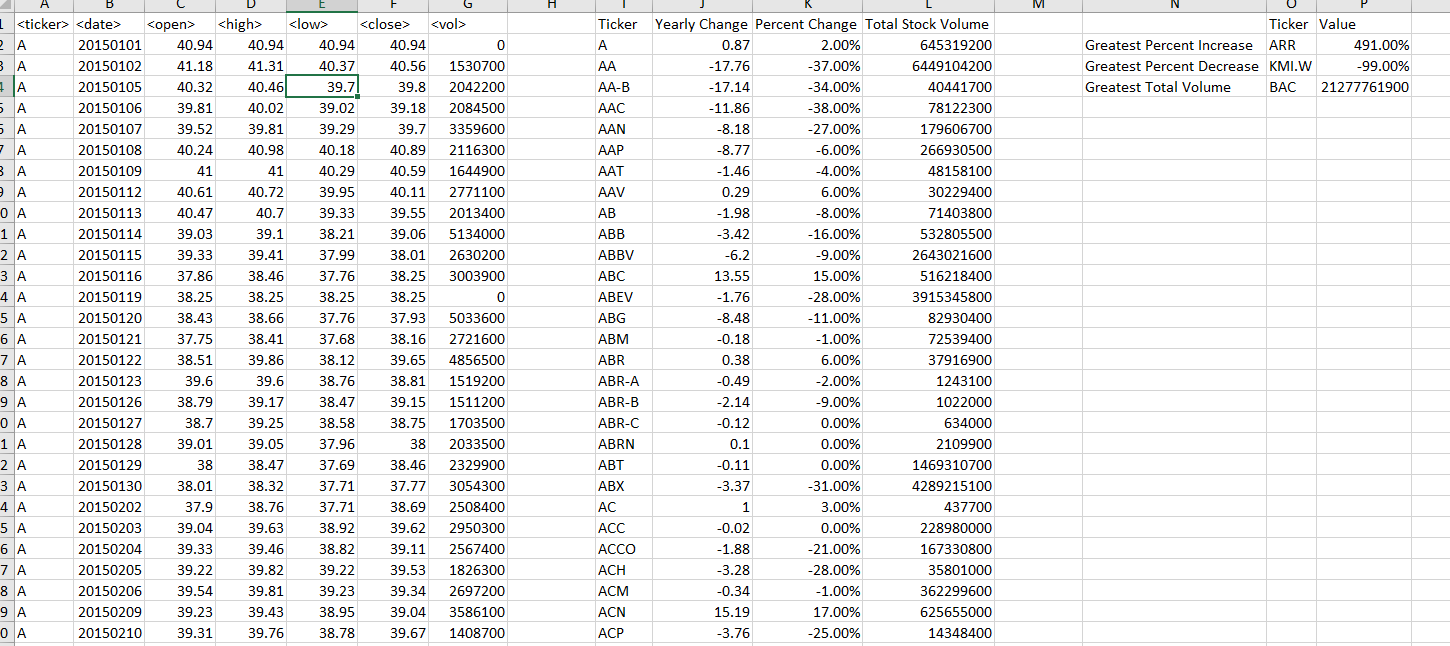 A B C D E F G H I J K L M N O P
1 <ticker> <date> <open> <high> <low> <close> <vol> Ticker Yearly Change Percent Change Total Stock Volume Ticker Value
2 A 20150101 40.94 40.94 40.94 40.94 0 A 0.87 2.00% 645319200 Greatest Percent Increase ARR 491.00%
3 A 20150102 41.18 41.31 40.37 40.56 1530700 AA -17.76 -37.00% 6449104200 Greatest Percent Decrease KMI.W -99.00%
4 A 20150105 40.32 40.46 39.7 39.8 2042200 AA-B -17.14 -34.00% 40441700 Greatest Total Volume BAC 21277761900
5 A 20150106 39.81 40.02 39.02 39.18 2084500 AAC -11.86 -38.00% 78122300
6 A 20150107 39.52 39.81 39.29 39.7 3359600 AAN -8.18 -27.00% 179606700
7 A 20150108 40.24 40.98 40.18 40.89 2116300 AAP -8.77 -6.00% 266930500
8 A 20150109 41 41 40.29 40.59 1644900 AAT -1.46 -4.00% 48158100
9 A 20150112 40.61 40.72 39.95 40.11 2771100 AAV 0.29 6.00% 30229400
0 A 20150113 40.47 40.7 39.33 39.55 2013400 AB -1.98 -8.00% 71403800
1 A 20150114 39.03 39.1 38.21 39.06 5134000 ABB -3.42 -16.00% 532805500
2 A 20150115 39.33 39.41 37.99 38.01 2630200 ABBV -6.2 -9.00% 2643021600
3 A 20150116 37.86 38.46 37.76 38.25 3003900 ABC 13.55 15.00% 516218400
4 A 20150119 38.25 38.25 38.25 38.25 0 ABEV -1.76 -28.00% 3915345800
5 A 20150120 38.43 38.66 37.76 37.93 5033600 ABG -8.48 -11.00% 82930400
6 A 20150121 37.75 38.41 37.68 38.16 2721600 ABM -0.18 -1.00% 72539400
7 A 20150122 38.51 39.86 38.12 39.65 4856500 ABR 0.38 6.00% 37916900
8 A 20150123 39.6 39.6 38.76 38.81 1519200 ABR-A -0.49 -2.00% 1243100
9 A 20150126 38.79 39.17 38.47 39.15 1511200 ABR-B -2.14 -9.00% 1022000
0 A 20150127 38.7 39.25 38.58 38.75 1703500 ABR-C -0.12 0.00% 634000
1 A 20150128 39.01 39.05 37.96 38 2033500 ABRN 0.1 0.00% 2109900
2 A 20150129 38 38.47 37.69 38.46 2329900 ABT -0.11 0.00% 1469310700
3 A 20150130 38.01 38.32 37.71 37.77 3054300 ABX -3.37 -31.00% 4289215100
4 A 20150202 37.9 38.76 37.71 38.69 2508400 AC 1 3.00% 437700
5 A 20150203 39.04 39.63 38.92 39.62 2950300 ACC -0.02 0.00% 228980000
6 A 20150204 39.33 39.46 38.82 39.11 2567400 ACCO -1.88 -21.00% 167330800
7 A 20150205 39.22 39.82 39.22 39.53 1826300 ACH -3.28 -28.00% 35801000
8 A 20150206 39.54 39.81 39.23 39.34 2697200 ACM -0.34 -1.00% 362299600
9 A 20150209 39.23 39.43 38.95 39.04 3586100 ACN 15.19 17.00% 625655000
0 A 20150210 39.31 39.76 38.78 39.67 1408700 ACP -3.76 -25.00% 14348400